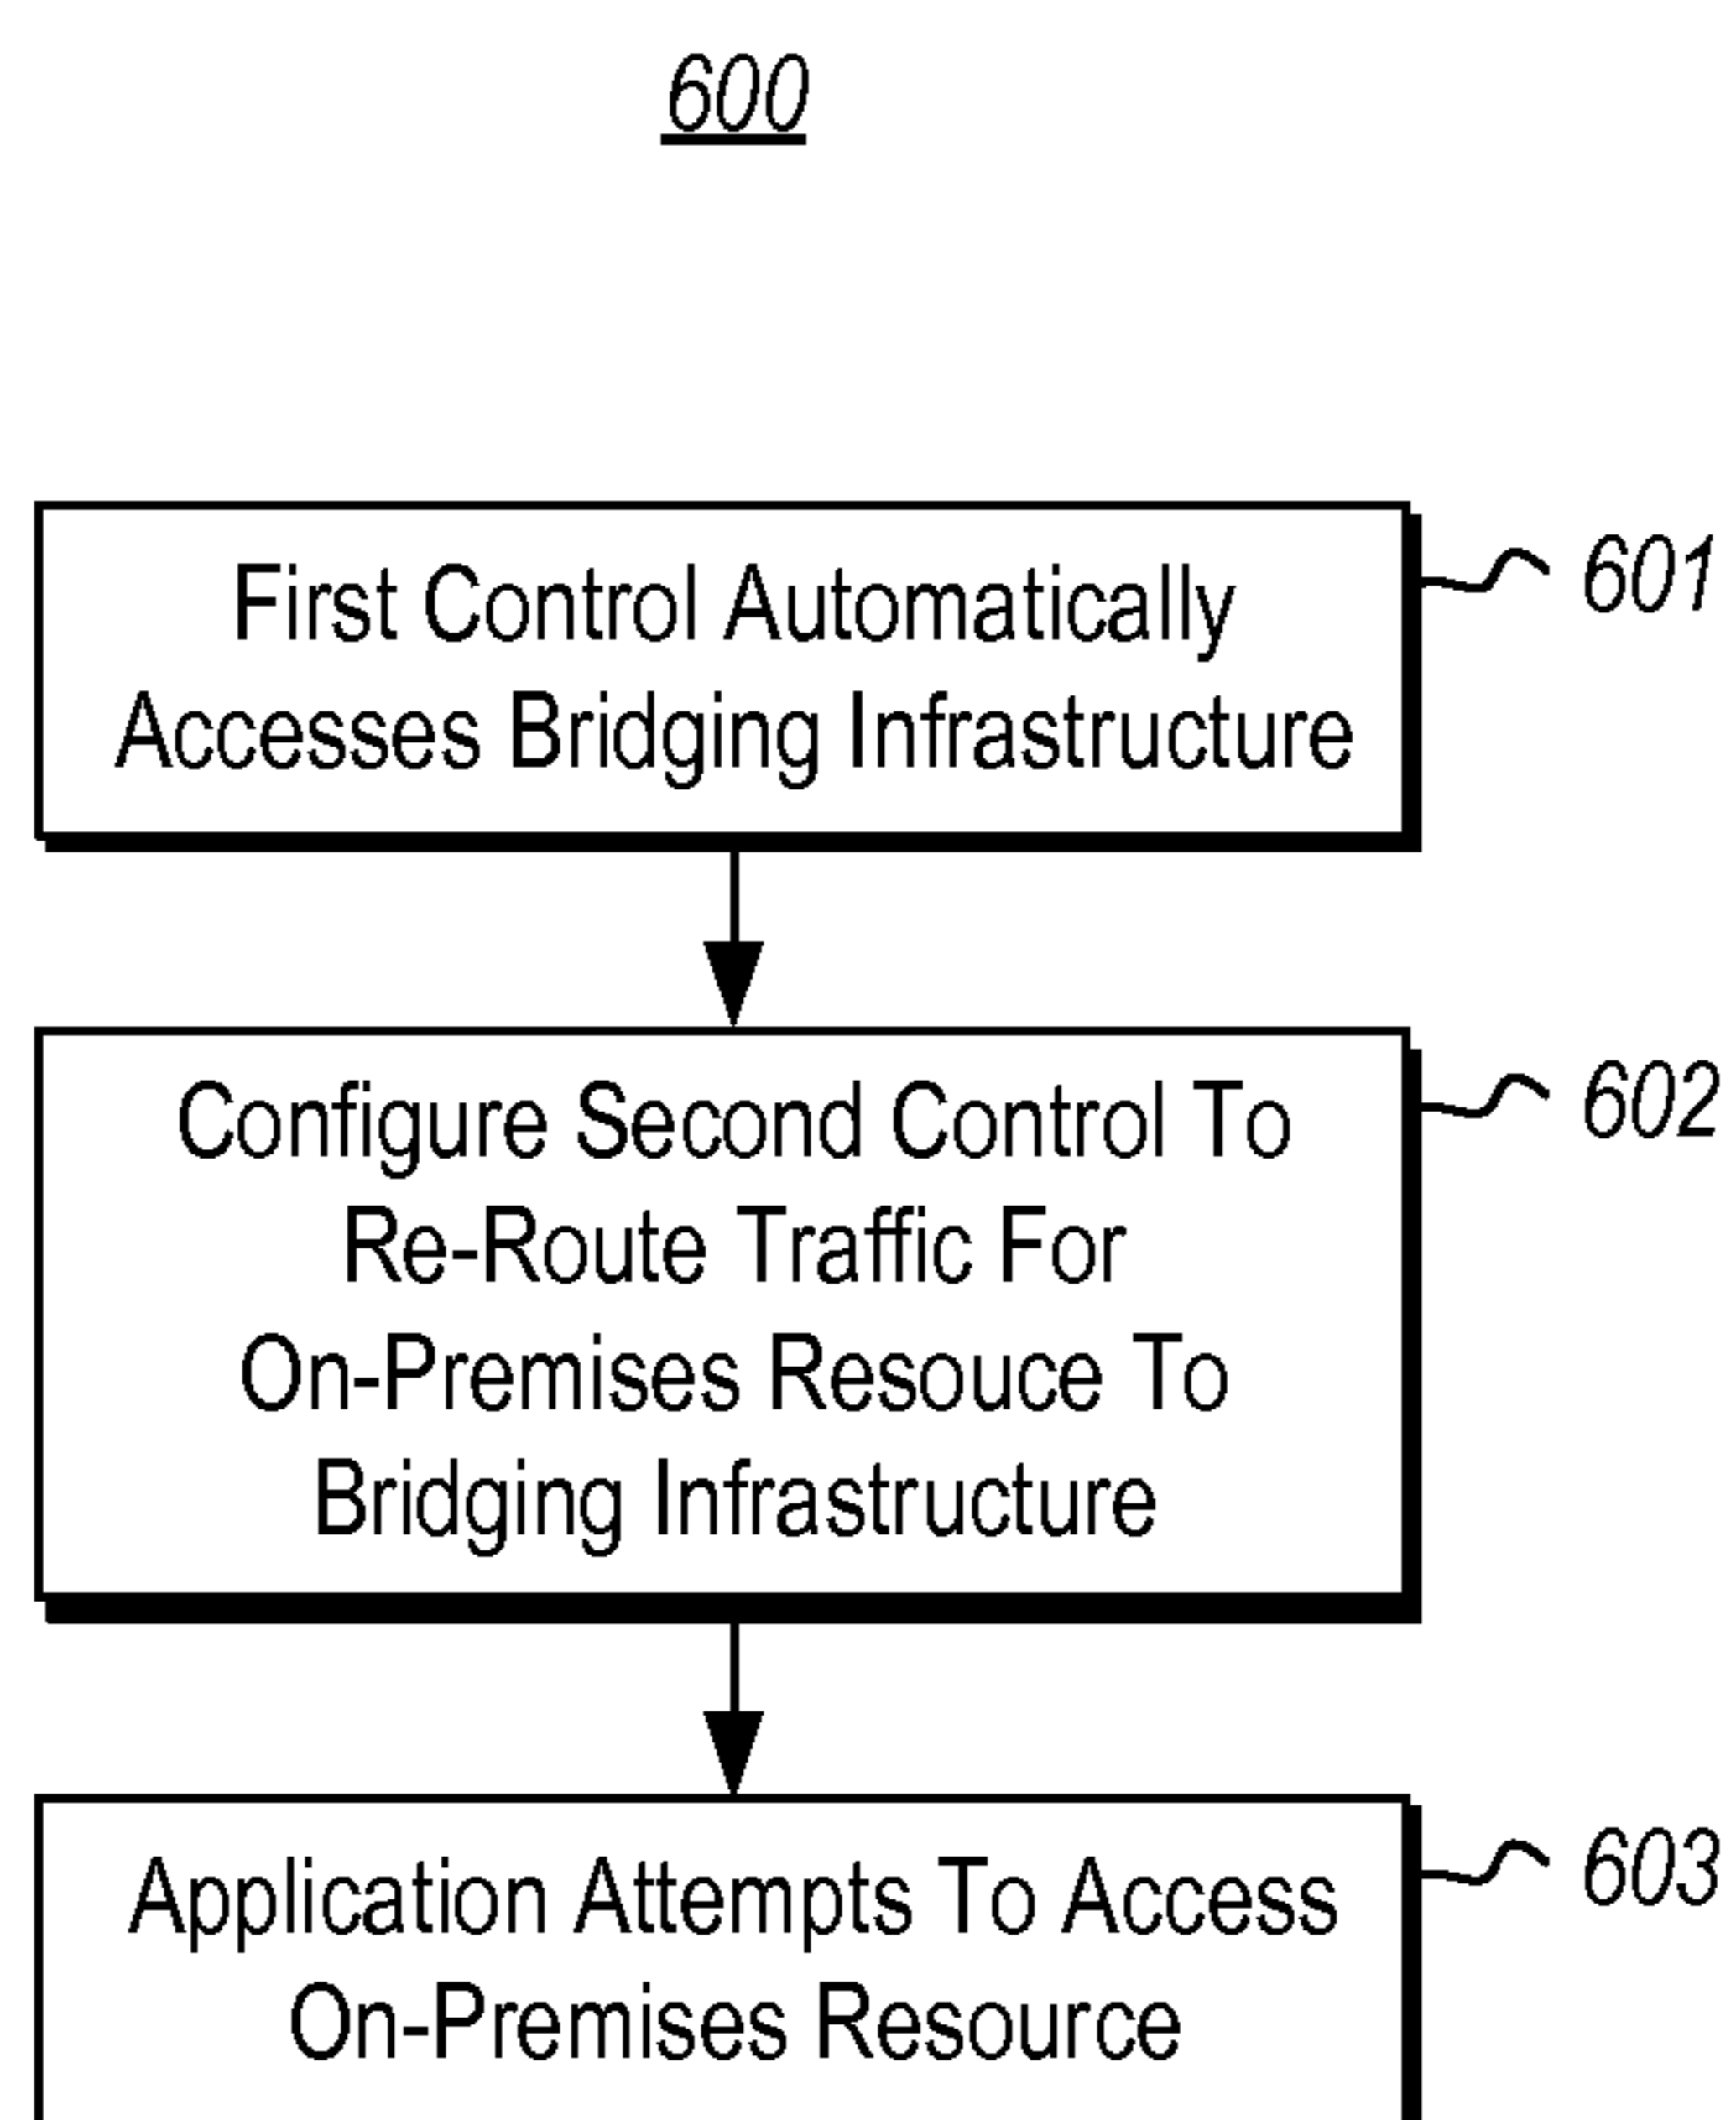 600
First Control Automatically
Accesses Bridging Infrastructure
601
Configure Second Control To
Re-Route Traffic For
On-Premises Resouce To
Bridging Infrastructure
602
Application Attempts To Access
On-Premises Resource
603